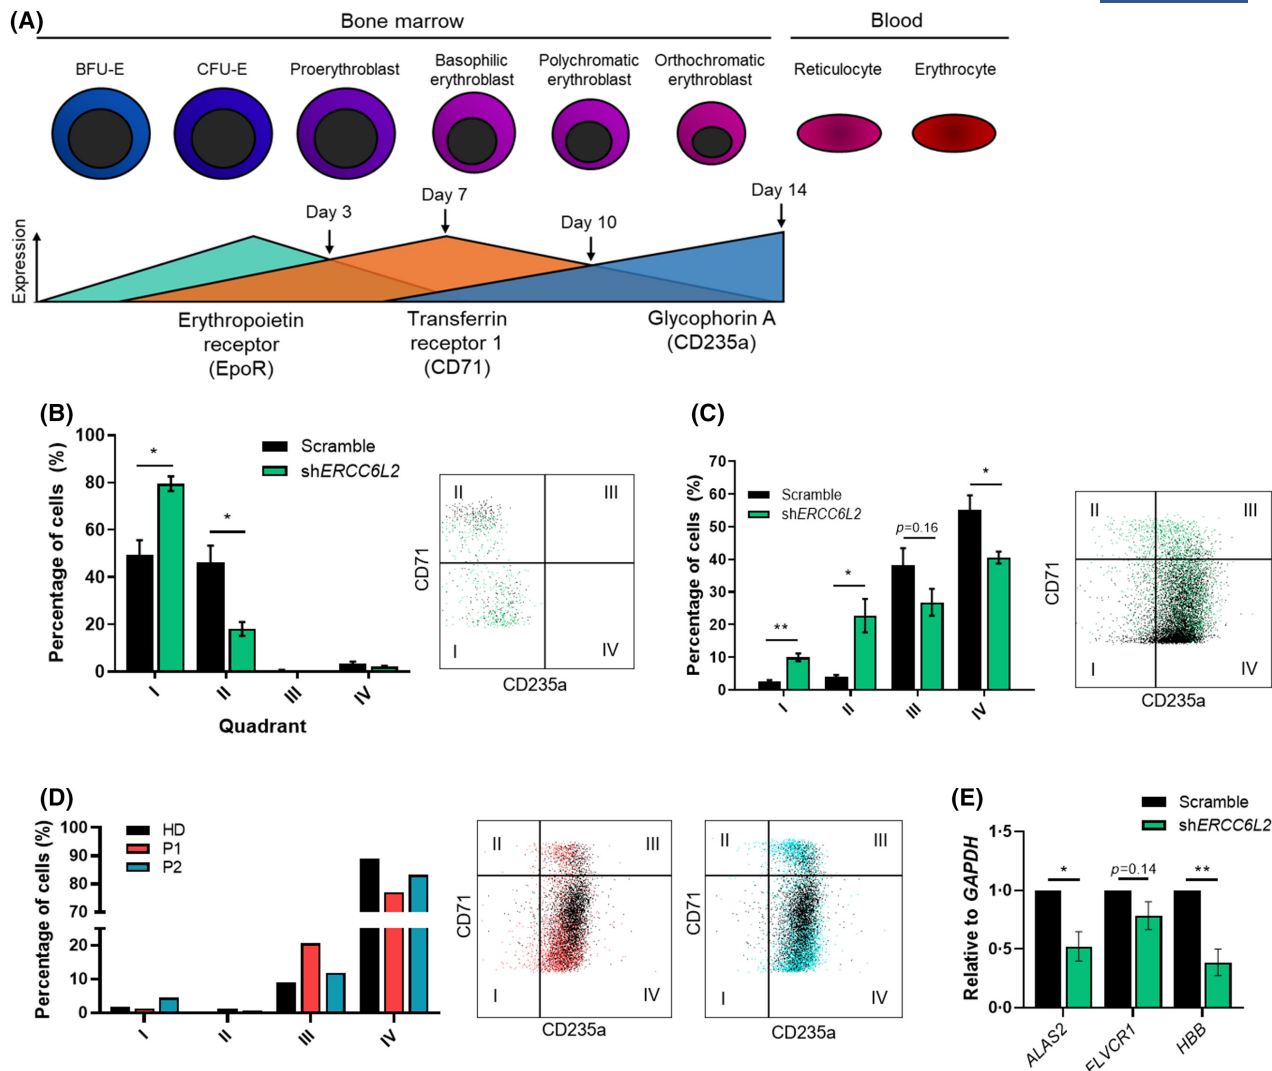 (A)
Bone marrow
Blood
BFU-E
CFU-E
Proerythroblast
Basophilic
erythroblast
Polychromatic
erythroblast
Orthochromatic
erythroblast
Reticulocyte
Erythrocyte
Expression
Day 3
Day 7
Day 10
Day 14
Erythropoietin
receptor
(EpoR)
Transferrin
receptor 1
(CD71)
Glycophorin A
(CD235a)
(B)
Percentage of cells (%)
100
80
60
40
20
0
*
*
Scramble
shERCC6L2
I
II
III
IV
Quadrant
II
III
I
IV
CD71
CD235a
(C)
Percentage of cells (%)
70
60
50
40
30
20
10
0
Scramble
shERCC6L2
**
*
p=0.16
*
I
II
III
IV
II
III
I
IV
CD71
CD235a
(D)
Percentage of cells (%)
100
90
80
70
20
10
0
HD
P1
P2
I
II
III
IV
II
III
I
IV
CD71
CD235a
II
III
I
IV
CD71
CD235a
(E)
Scramble
shERCC6L2
Relative to GAPDH
1·5
1·0
0·5
0·0
*
p=0.14
**
ALAS2
FLVCR1
HBB